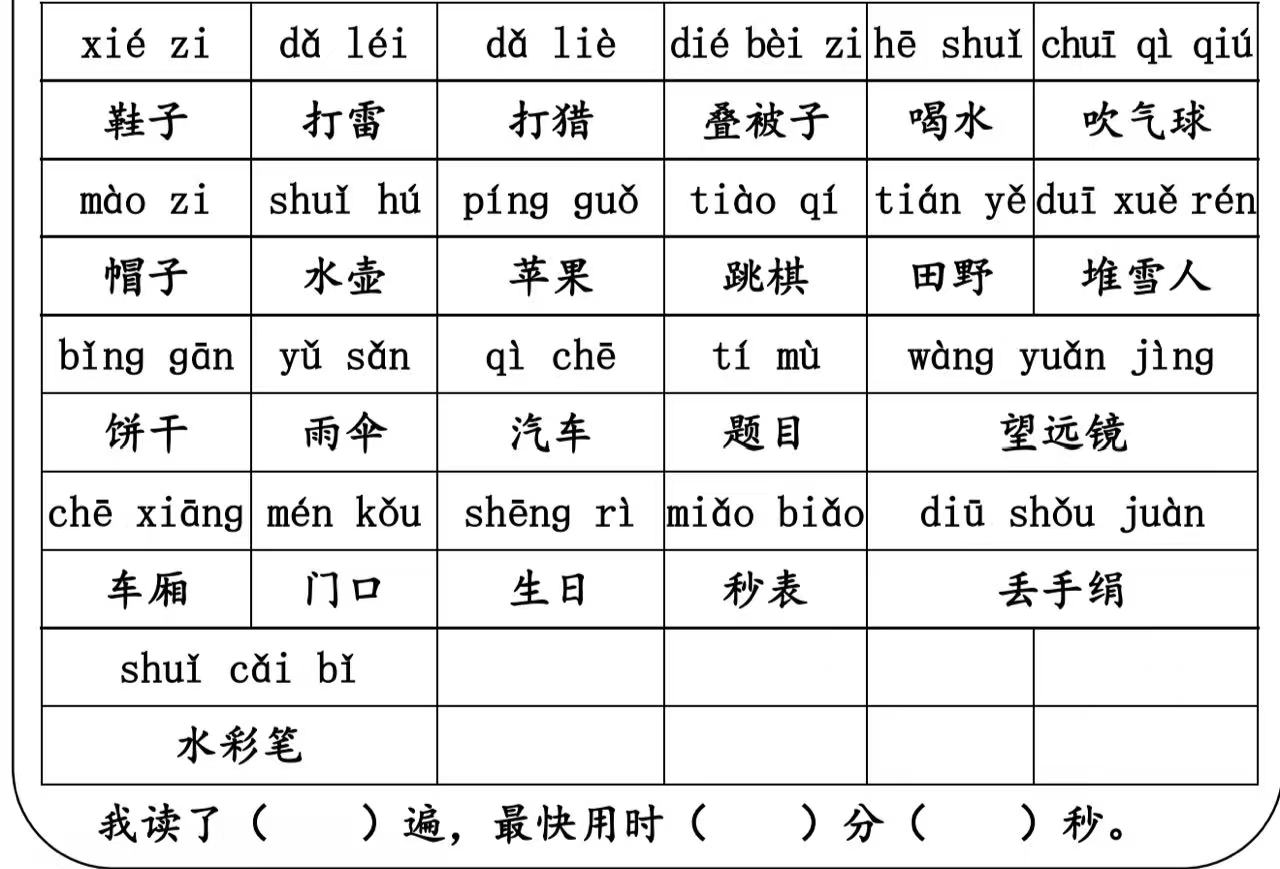 xié zi dǎ léi dǎ liè dié bèi zi hē shuǐ chuī qì qiú
鞋子 打雷 打猎 叠被子 喝水 吹气球
mào zi shuǐ hú píng guǒ tiào qí tián yě duī xuě rén
帽子 水壶 苹果 跳棋 田野 堆雪人
bǐng gān yǔ sǎn qì chē tí mù wàng yuǎn jìng
饼干 雨伞 汽车 题目 望远镜
chē xiāng mén kǒu shēng rì miǎo biǎo diū shǒu juàn
车厢 门口 生日 秒表 丢手绢
shuǐ cǎi bǐ
水彩笔
我读了（ ）遍，最快用时（ ）分（ ）秒。